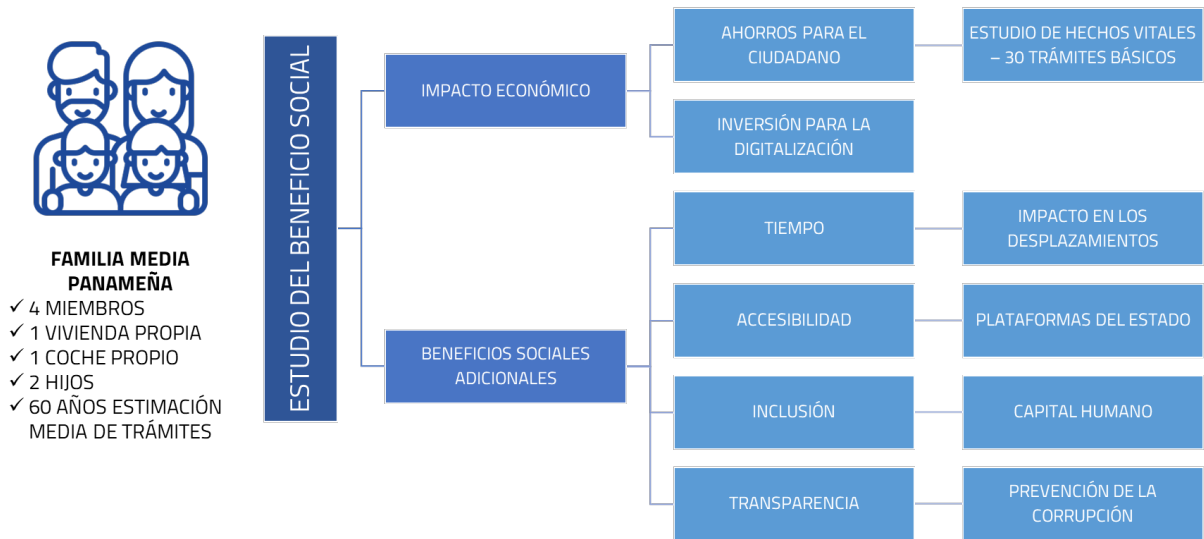 FAMILIA MEDIA
PANAMEÑA
✓ 4 MIEMBROS
✓ 1 VIVIENDA PROPIA
✓ 1 COCHE PROPIO
✓ 2 HIJOS
✓ 60 AÑOS ESTIMACIÓN
MEDIA DE TRÁMITES
ESTUDIO DEL BENEFICIO SOCIAL
IMPACTO ECONÓMICO
AHORROS PARA EL
CIUDADANO
ESTUDIO DE HECHOS VITALES
– 30 TRÁMITES BÁSICOS
INVERSIÓN PARA LA
DIGITALIZACIÓN
BENEFICIOS SOCIALES
ADICIONALES
TIEMPO
IMPACTO EN LOS
DESPLAZAMIENTOS
ACCESIBILIDAD
PLATAFORMAS DEL ESTADO
INCLUSIÓN
CAPITAL HUMANO
TRANSPARENCIA
PREVENCIÓN DE LA
CORRUPCIÓN